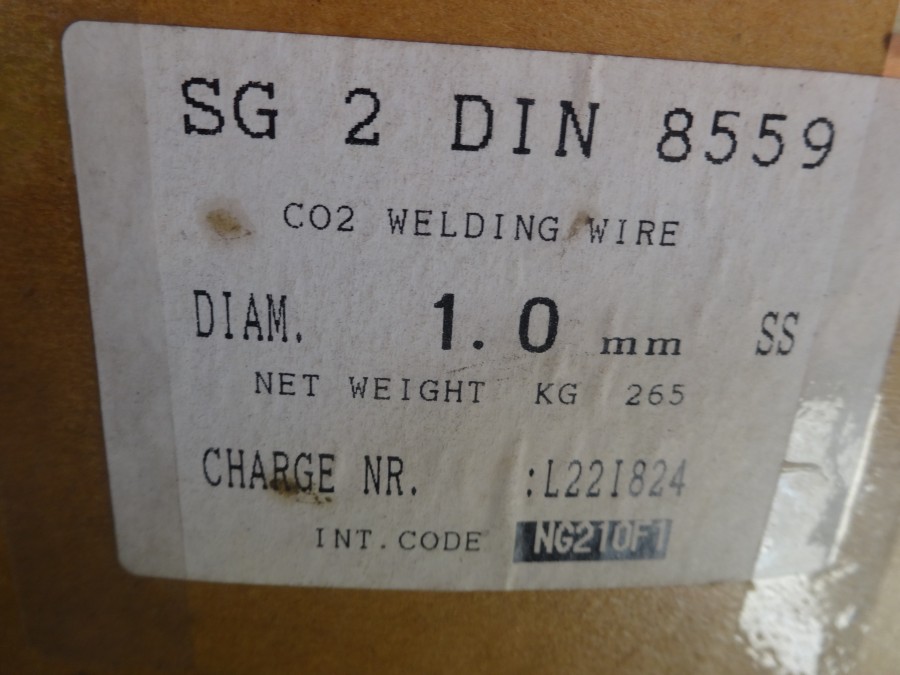 SG 2 DIN 8559
CO2 WELDING WIRE
DIAM. 1.0 mm SS
NET WEIGHT KG 265
CHARGE NR. :L22I824
INT.CODE NG210F1